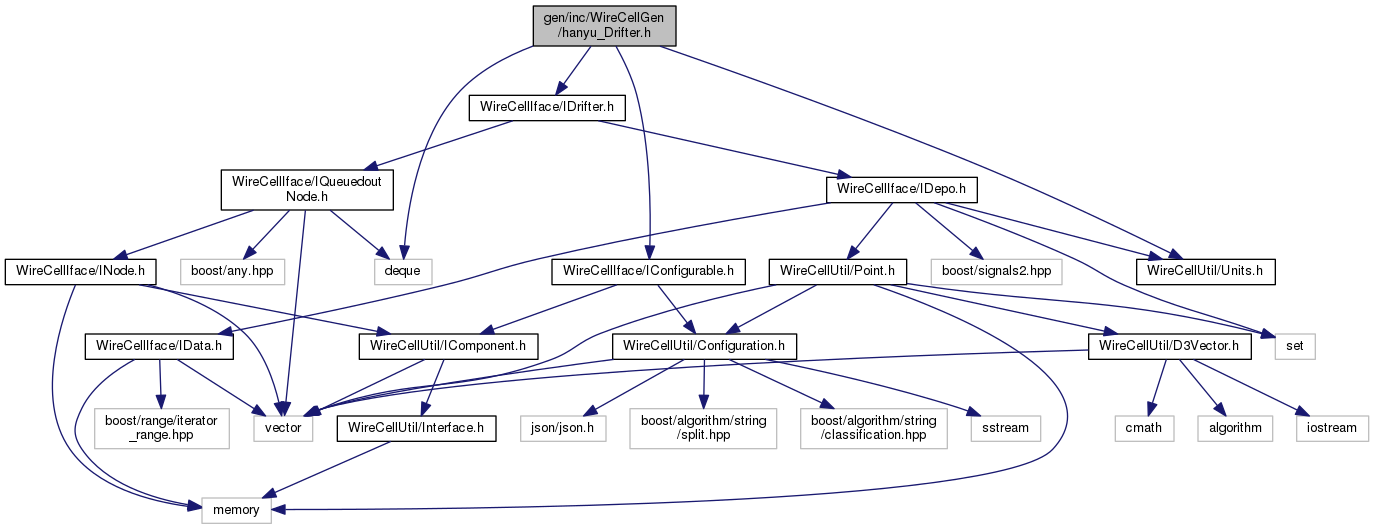 gen/inc/WireCellGen
/hanyu_Drifter.h
WireCellIface/IDrifter.h
WireCellIface/IQueuedout
Node.h
WireCellIface/IDepo.h
WireCellIface/INode.h
boost/any.hpp
deque
WireCellIface/IConfigurable.h
WireCellUtil/Point.h
boost/signals2.hpp
WireCellUtil/Units.h
WireCellIface/IData.h
WireCellUtil/IComponent.h
WireCellUtil/Configuration.h
WireCellUtil/D3Vector.h
set
boost/range/iterator
_range.hpp
vector
WireCellUtil/Interface.h
json/json.h
boost/algorithm/string
/split.hpp
boost/algorithm/string
/classification.hpp
sstream
cmath
algorithm
iostream
memory